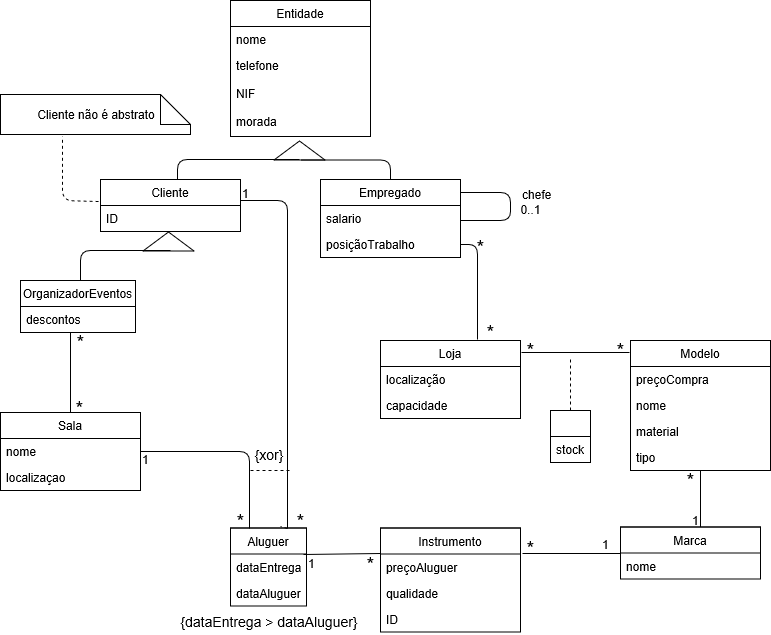 Entidade
nome
telefone
NIF
morada
Cliente não é abstrato
Cliente
ID
1
Empregado
salario
posiçãoTrabalho
chefe
0..1
*
OrganizadorEventos
descontos
*
*
Loja
localização
capacidade
*
*
stock
Modelo
preçoCompra
nome
material
tipo
*
*
Sala
nome
localizaçao
1
{xor}
*
*
Aluguer
dataEntrega
dataAluguer
1
*
{dataEntrega > dataAluguer}
Instrumento
preçoAluguer
qualidade
ID
*
1
1
Marca
nome